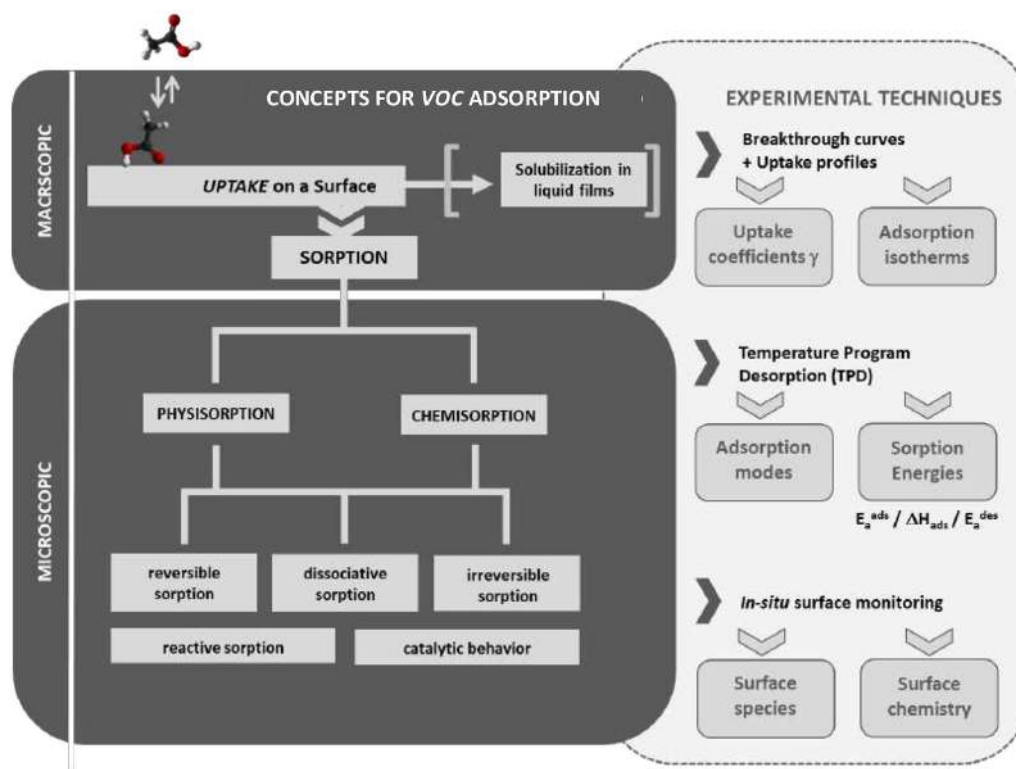 CONCEPTS FOR VOC ADSORPTION
MACRSCOPIC
UPTAKE on a Surface
Solubilization in
liquid films
SORPTION
MICROSCOPIC
PHYSISORPTION
CHEMISORPTION
reversible
sorption
dissociative
sorption
irreversible
sorption
reactive sorption
catalytic behavior
EXPERIMENTAL TECHNIQUES
Breakthrough curves
+ Uptake profiles
Uptake
coefficients γ
Adsorption
isotherms
Temperature Program
Desorption (TPD)
Adsorption
modes
Sorption
Energies
Eₐᵃᵈˢ / ΔHₐdₛ / Eₐᵈᵉˢ
In-situ surface monitoring
Surface
species
Surface
chemistry